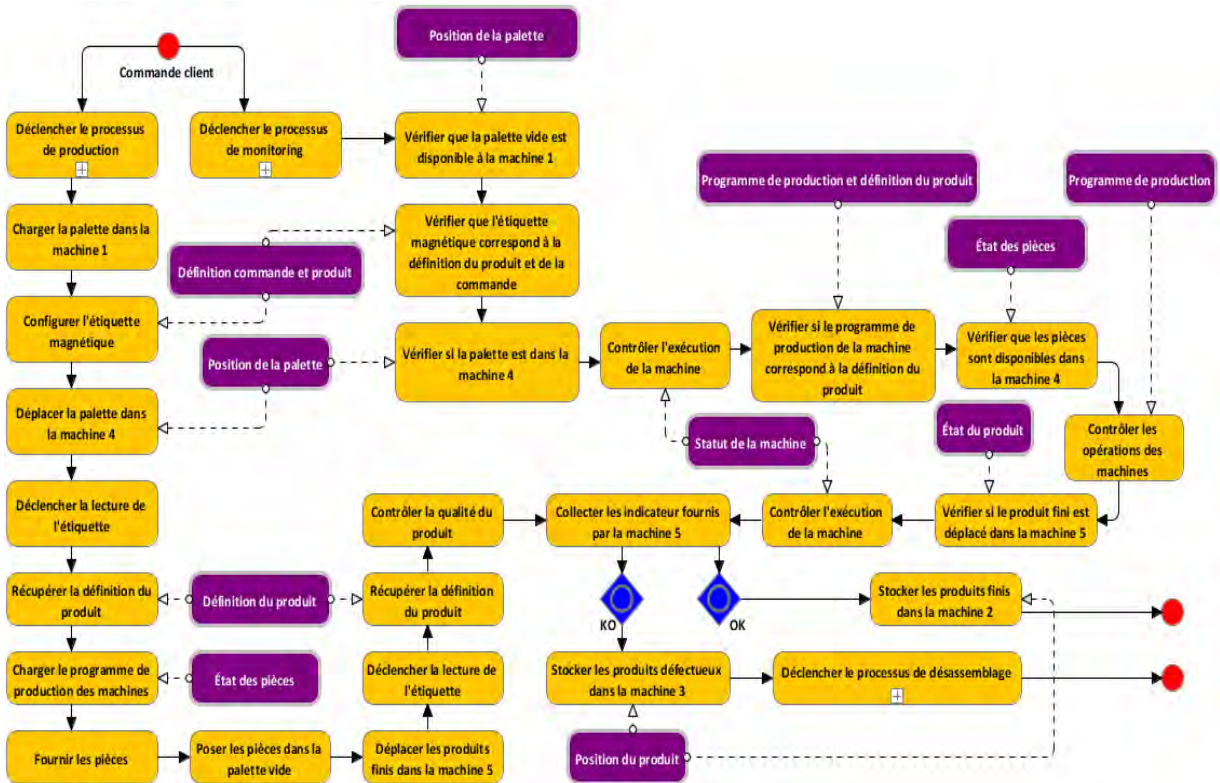 Position de la palette
Commande client
Déclencher le processus
de production
Déclencher le processus
de monitoring
Vérifier que la palette vide est
disponible à la machine 1
Programme de production et définition du produit
Programme de production
Charger la palette dans la
machine 1
Vérifier que l'étiquette
magnétique correspond à la
définition du produit et de la
commande
État des pièces
Définition commande et produit
Configurer l'étiquette
magnétique
Position de la palette
Vérifier si la palette est dans la
machine 4
Contrôler l'exécution
de la machine
Vérifier si le programme de
production de la machine
correspond à la définition du
produit
Vérifier que les pièces
sont disponibles dans
la machine 4
Déplacer la palette dans
la machine 4
Statut de la machine
État du produit
Contrôler les
opérations des
machines
Déclencher la lecture de
l'étiquette
Contrôler la qualité du
produit
Collecter les indicateur fournis
par la machine 5
Contrôler l'exécution
de la machine
Vérifier si le produit fini est
déplacé dans la machine 5
Récupérer la définition du
produit
Définition du produit
Récupérer la définition du
produit
KO
OK
Stocker les produits finis
dans la machine 2
Charger le programme de
production des machines
État des pièces
Déclencher la lecture de
l'étiquette
Stocker les produits défectueux
dans la machine 3
Déclencher le processus de désassemblage
Fournir les pièces
Poser les pièces dans la
palette vide
Déplacer les produits
finis dans la machine 5
Position du produit